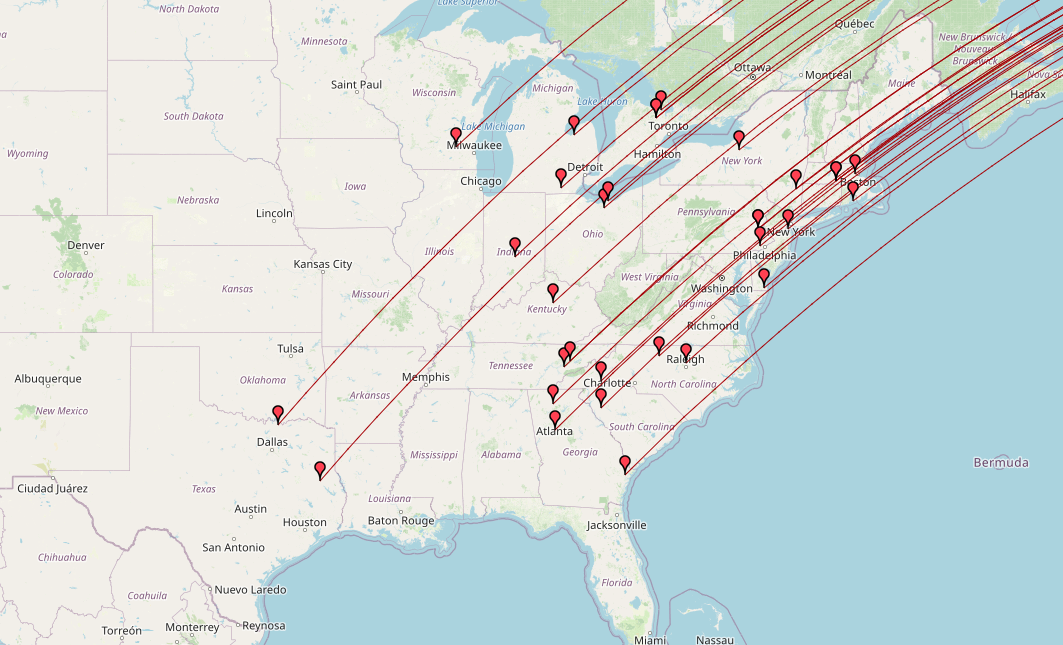 Lake Superior
North Dakota
Québec
Minnesota
New Brunswick /
Nouveau-
Brunswick
Ottawa
Montréal
Saint Paul
Wisconsin
Michigan
Lake Huron
Maine
Nova Sc
Halifax
South Dakota
Lake Michigan
Toronto
Wyoming
Milwaukee
Hamilton
New York
Detroit
Chicago
Boston
Iowa
Nebraska
Lincoln
Pennsylvania
Ohio
New York
Denver
Colorado
Kansas City
Illinois
Indiana
Philadelphia
West Virginia
Washington
Kansas
Missouri
Virginia
Kentucky
Richmond
Tulsa
Raleigh
Tennessee
Albuquerque
Oklahoma
Memphis
Charlotte
North Carolina
Arkansas
New Mexico
Dallas
Atlanta
South Carolina
Mississippi
Alabama
Georgia
Bermuda
Ciudad Juárez
Texas
Louisiana
Austin
Houston
Baton Rouge
Jacksonville
San Antonio
Chihuahua
Florida
Coahuila
Nuevo Laredo
Torreón
Monterrey
Reynosa
Miami
Nassau